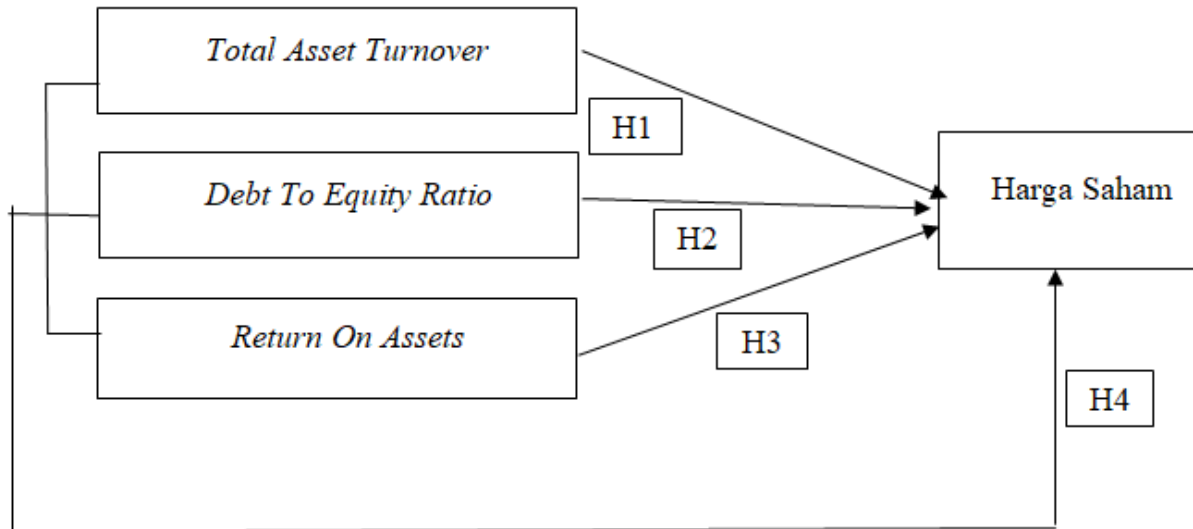 Total Asset Turnover
H1
Debt To Equity Ratio
Harga Saham
H2
Return On Assets
H3
H4